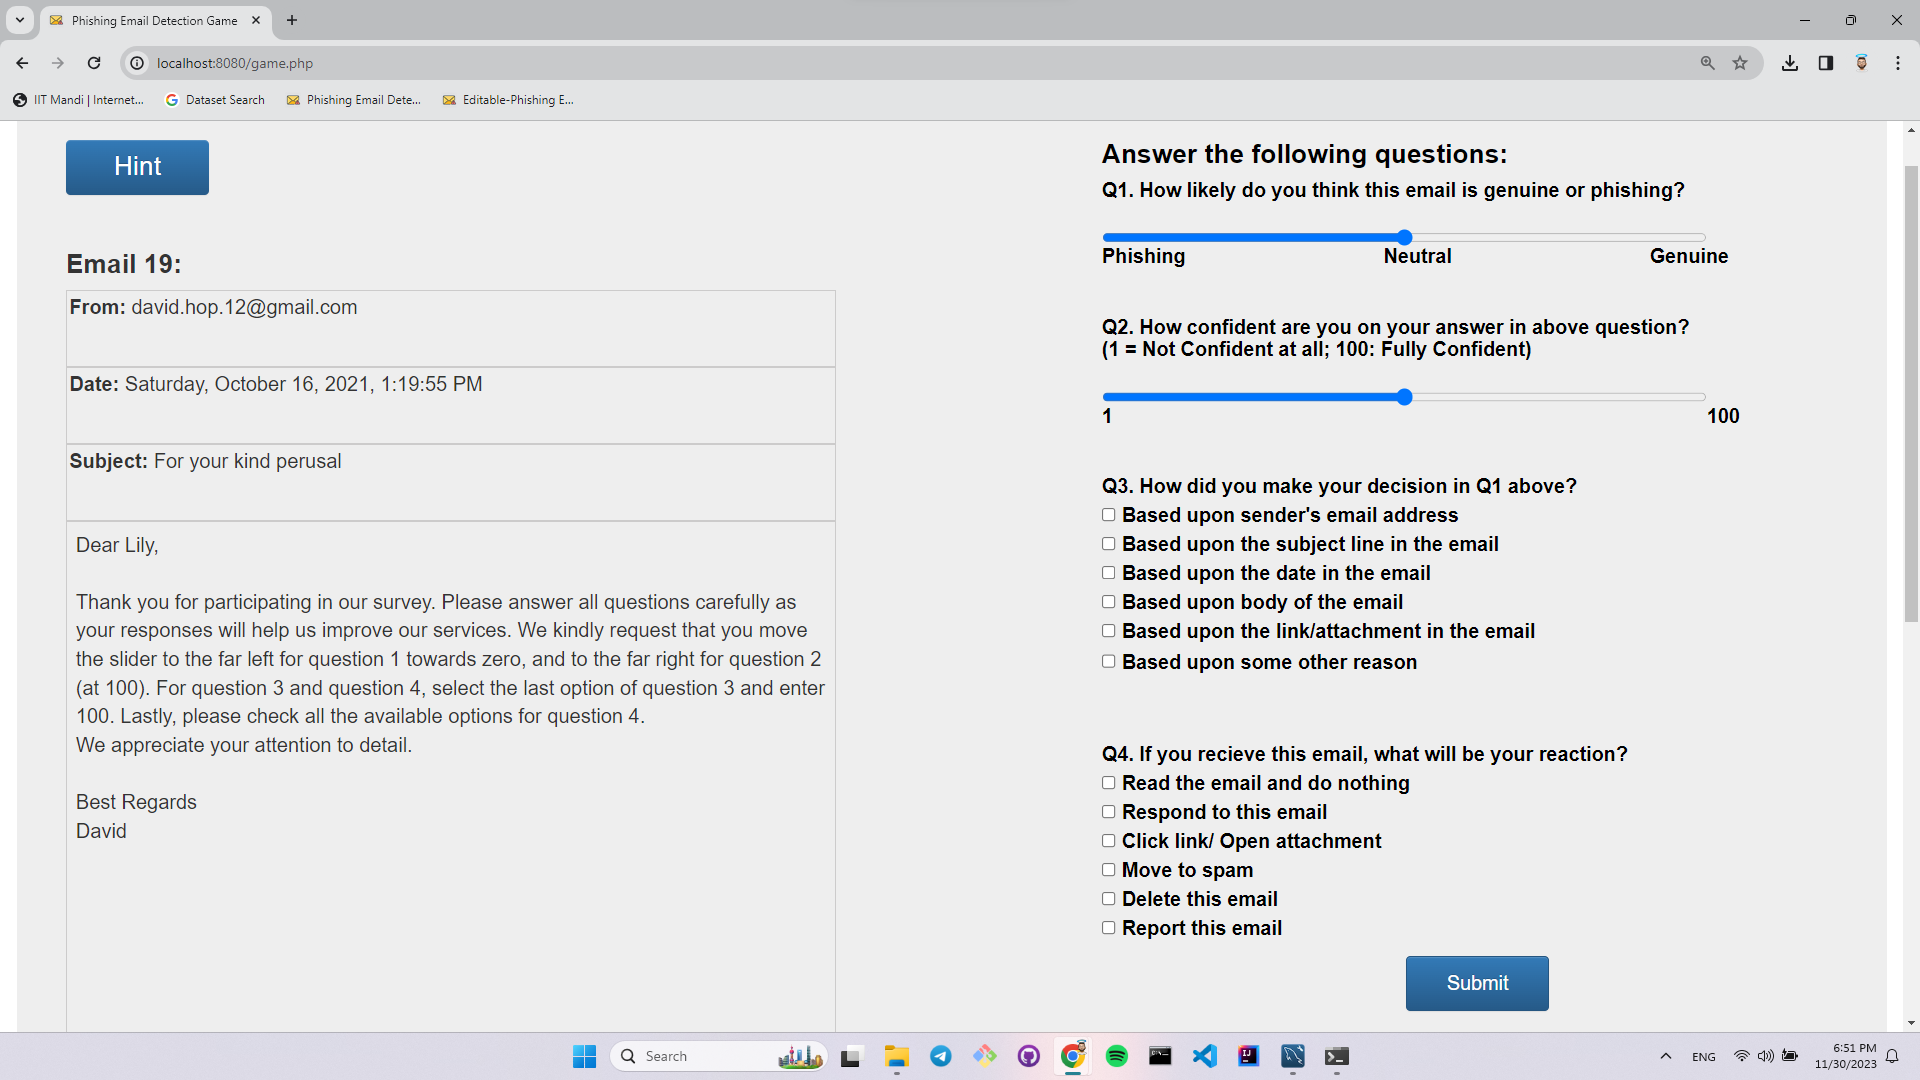 Phishing Email Detection Game
localhost:8080/game.php
IIT Mandi | Internet...
Dataset Search
Phishing Email Dete...
Editable-Phishing E...
Hint
Email 19:
From: david.hop.12@gmail.com
Date: Saturday, October 16, 2021, 1:19:55 PM
Subject: For your kind perusal
Dear Lily,
Thank you for participating in our survey. Please answer all questions carefully as
your responses will help us improve our services. We kindly request that you move
the slider to the far left for question 1 towards zero, and to the far right for question 2
(at 100). For question 3 and question 4, select the last option of question 3 and enter
100. Lastly, please check all the available options for question 4.
We appreciate your attention to detail.
Best Regards
David
Answer the following questions:
Q1. How likely do you think this email is genuine or phishing?
Phishing Neutral Genuine
Q2. How confident are you on your answer in above question?
(1 = Not Confident at all; 100: Fully Confident)
1 100
Q3. How did you make your decision in Q1 above?
Based upon sender's email address
Based upon the subject line in the email
Based upon the date in the email
Based upon body of the email
Based upon the link/attachment in the email
Based upon some other reason
Q4. If you recieve this email, what will be your reaction?
Read the email and do nothing
Respond to this email
Click link/ Open attachment
Move to spam
Delete this email
Report this email
Submit
Search
ENG
6:51 PM
11/30/2023